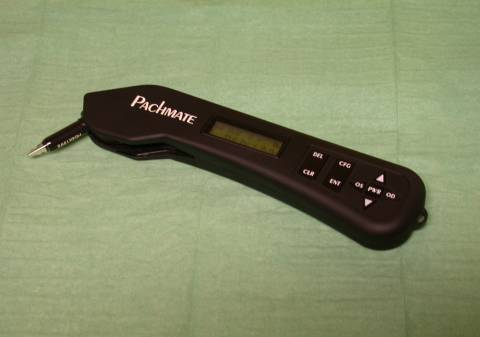 PACHMATE
DEL
CFG
CLR
ENT
OS PWR OD